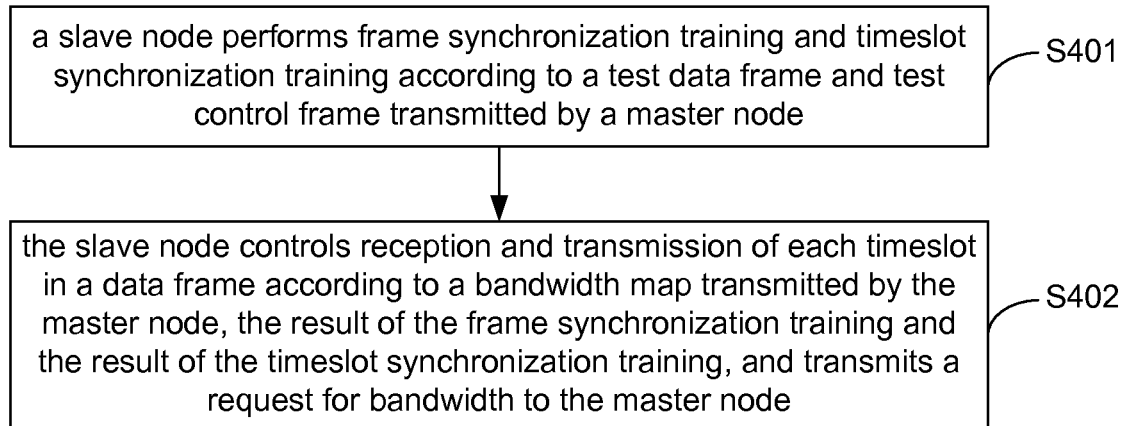 a slave node performs frame synchronization training and timeslot
synchronization training according to a test data frame and test
control frame transmitted by a master node
S401
the slave node controls reception and transmission of each timeslot
in a data frame according to a bandwidth map transmitted by the
master node, the result of the frame synchronization training and
the result of the timeslot synchronization training, and transmits a
request for bandwidth to the master node
S402